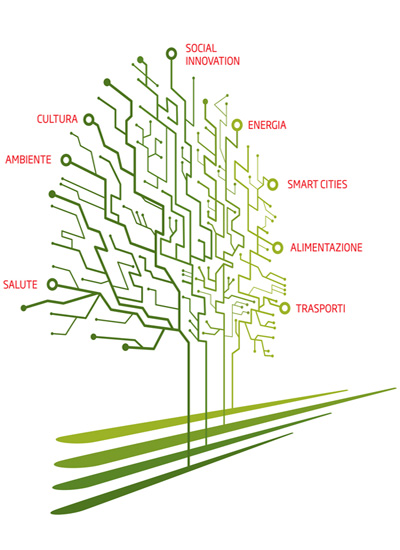 SOCIAL
INNOVATION
CULTURA
ENERGIA
AMBIENTE
SMART CITIES
ALIMENTAZIONE
SALUTE
TRASPORTI